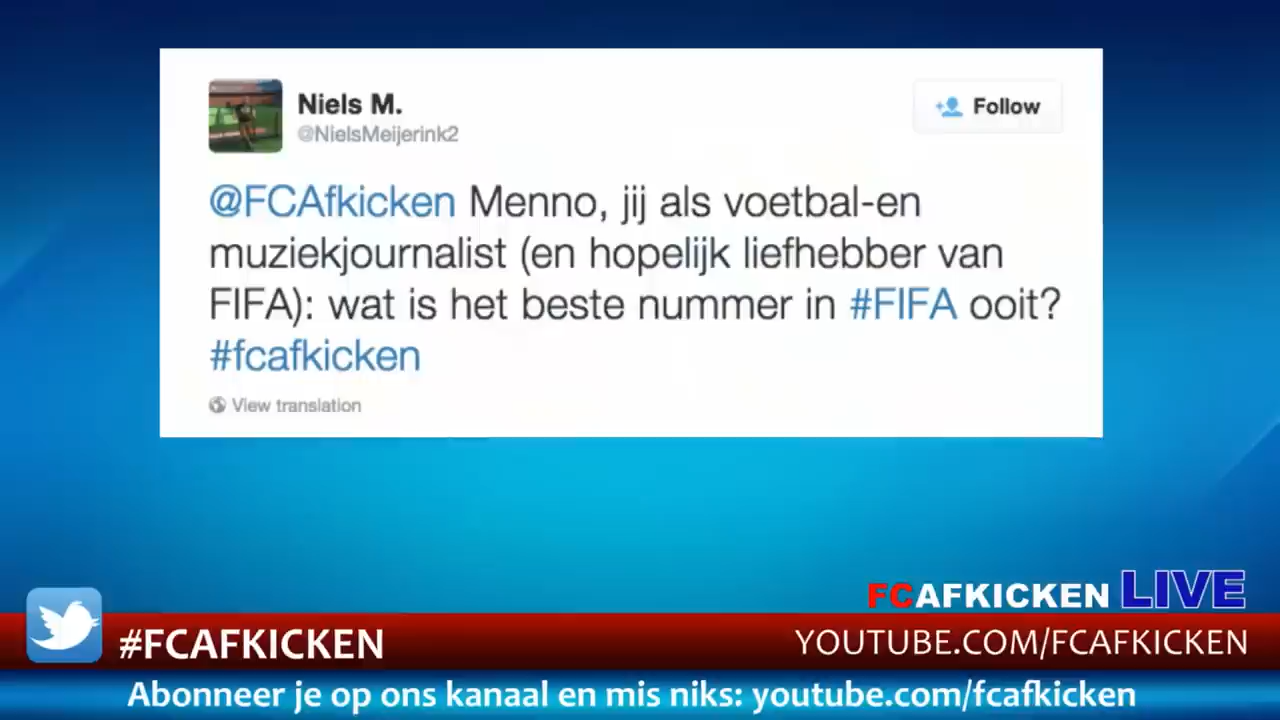 Niels M.
@NielsMeijerink2
Follow
@FCAfkicken Menno, jij als voetbal-en
muziekjournalist (en hopelijk liefhebber van
FIFA): wat is het beste nummer in #FIFA ooit?
#fcafkicken
View translation
FCAFKICKEN LIVE
#FCAFKICKEN
YOUTUBE.COM/FCAFKICKEN
Abonneer je op ons kanaal en mis niks: youtube.com/fcafkicken